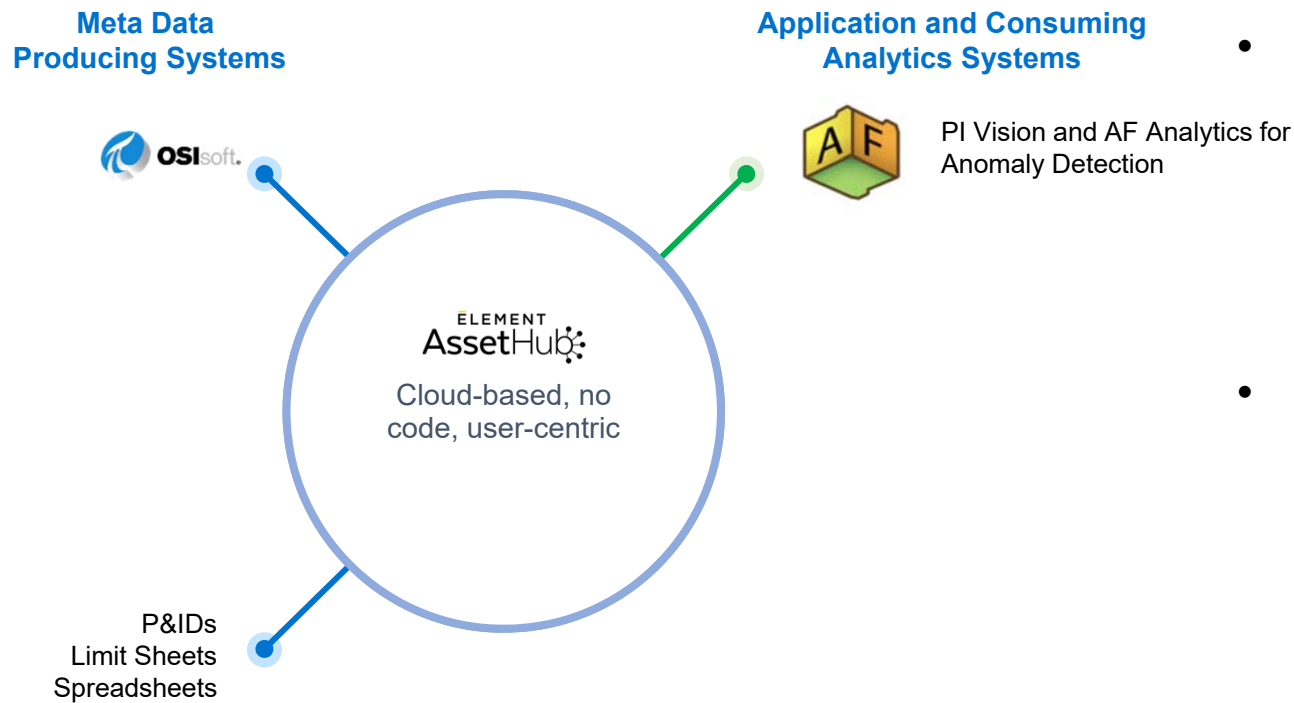 Meta Data
Producing Systems
Application and Consuming
Analytics Systems
•
OSIsoft.
AF
PI Vision and AF Analytics for
Anomaly Detection
ELEMENT
AssetHub
Cloud-based, no
code, user-centric
•
P&IDs
Limit Sheets
Spreadsheets